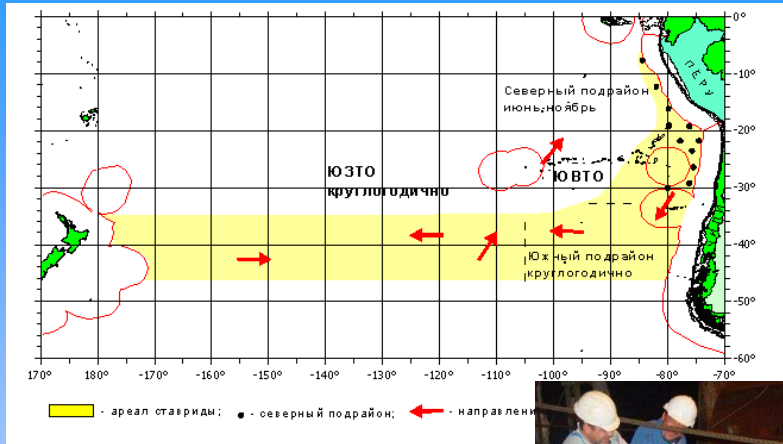 0°
ПЕРУ
-10°
Северный подрайон
июнь,ноябрь
-20°
ЮЗТО
круглогодично
ЮВТО
-30°
-40°
Южный подрайон
круглогодично
-50°
-60°
170° 180° -170° -160° -150° -140° -130° -120° -110° -100° -90° -80° -70°
- ареал ставриды; - северный подрайон; - направлени